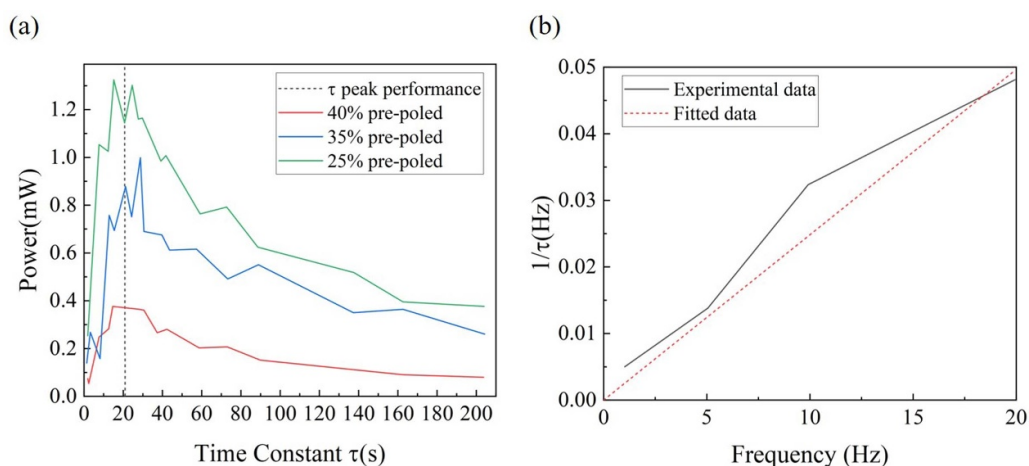 (a)
Power(mW)
1.2
1.0
0.8
0.6
0.4
0.2
0.0
τ peak performance
40% pre-poled
35% pre-poled
25% pre-poled
0 20 40 60 80 100 120 140 160 180 200
Time Constant τ(s)
(b)
1/τ(Hz)
0.05
0.04
0.03
0.02
0.01
0.00
Experimental data
Fitted data
0 5 10 15 20
Frequency (Hz)